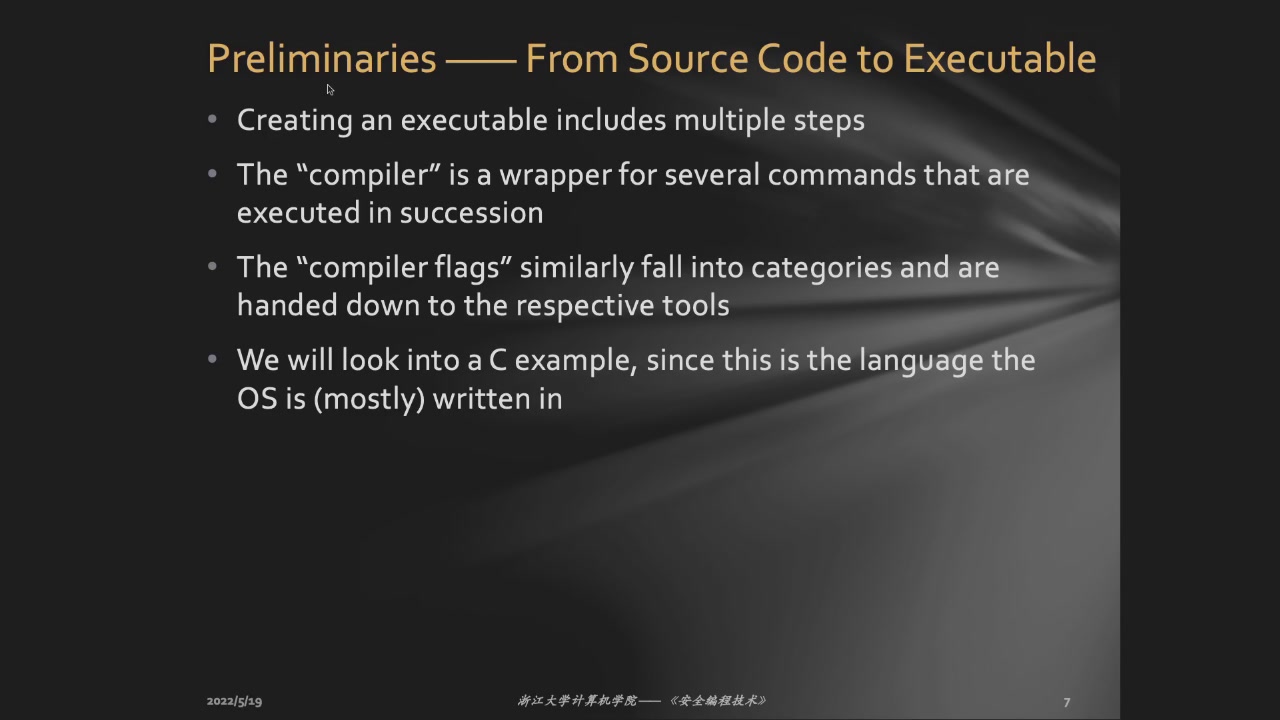 Preliminaries —— From Source Code to Executable
• Creating an executable includes multiple steps
• The “compiler” is a wrapper for several commands that are
executed in succession
• The “compiler flags” similarly fall into categories and are
handed down to the respective tools
• We will look into a C example, since this is the language the
OS is (mostly) written in
2022/5/19 浙江大学计算机学院——《安全编程技术》 7